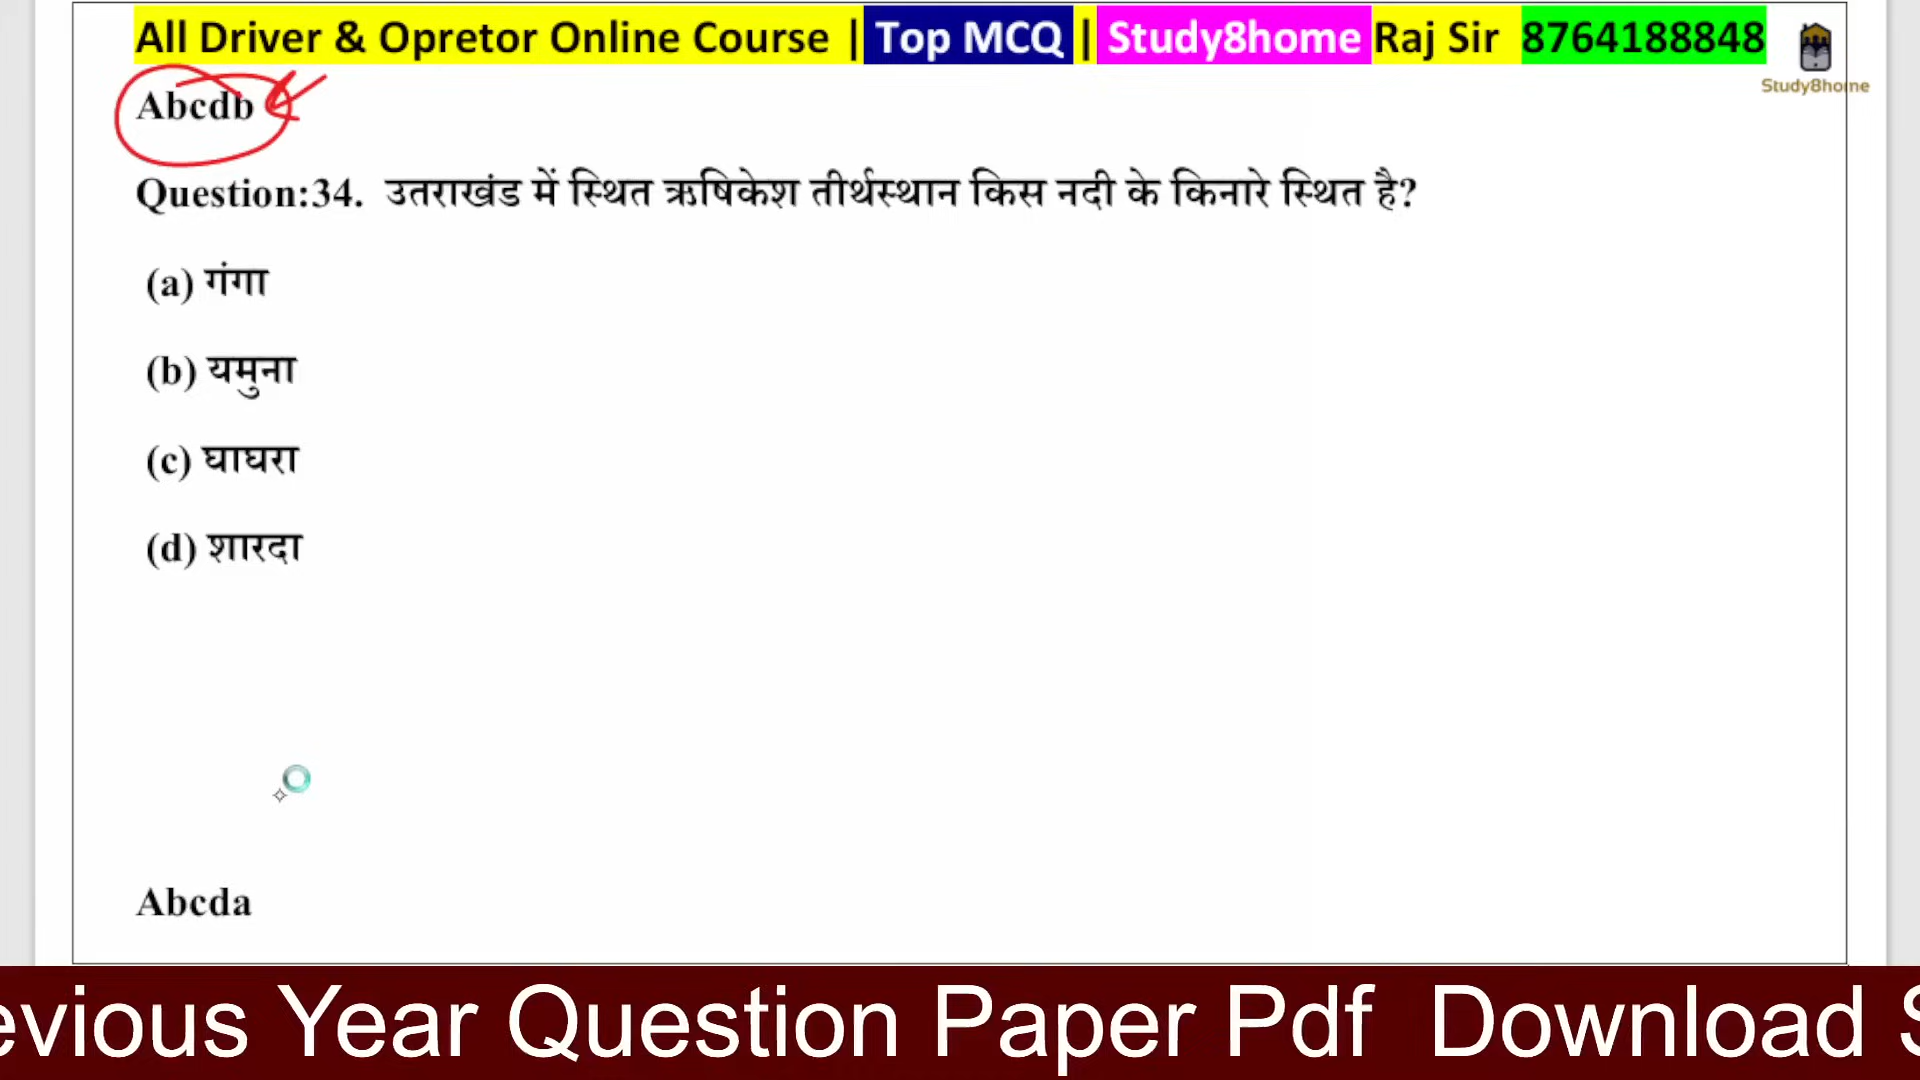 All Driver & Opretor Online Course | Top MCQ | Study8home Raj Sir 8764188848
Study8home
Abcdb
Question:34. उतराखंड में स्थित ऋषिकेश तीर्थस्थान किस नदी के किनारे स्थित है?
(a) गंगा
(b) यमुना
(c) घाघरा
(d) शारदा
Abcda
evious Year Question Paper Pdf Download S